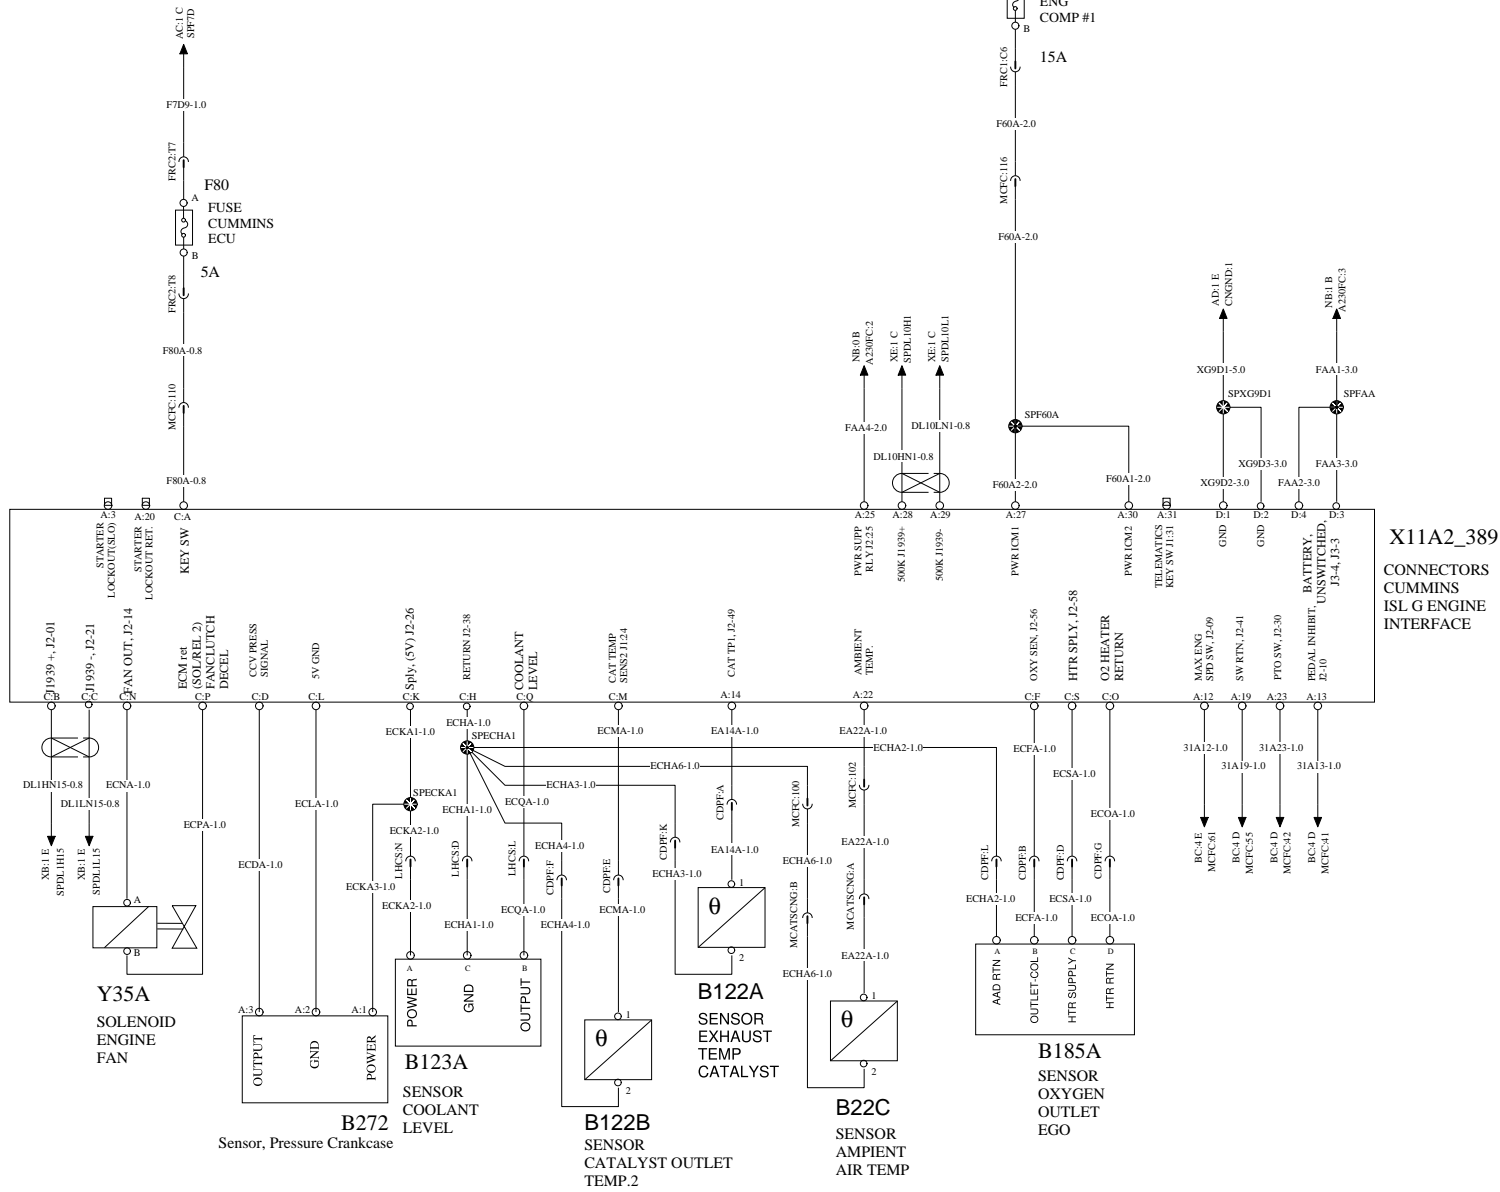 AC:1 C
SPF7D
F7D9-1.0
FRC2:T7
F80
A
FUSE
CUMMINS
ECU
B
5A
FRC2:T8
F80A-0.8
MCFC:110
F80A-0.8
ENG
COMP #1
B
15A
FRC1:C6
F60A-2.0
MCFC:116
F60A-2.0
NB:0 B
A230FC:2
XE:1 C
SPDL10H1
XE:1 C
SPDL10L1
AD:1 E
CNGND:1
NB:1 B
A230FC:3
FAA4-2.0
DL10LN1-0.8
DL10HN1-0.8
SPF60A
XG9D1-5.0
FAA1-3.0
SPXG9D1
SPFAA
F60A2-2.0
F60A1-2.0
XG9D3-3.0
XG9D2-3.0
FAA2-3.0
FAA3-3.0
A:3
A:20
C:A
A:25
A:28
A:29
A:27
A:30
A:31
D:1
D:2
D:4
D:3
STARTER
LOCKOUT(SLO)
STARTER
LOCKOUT RET.
KEY SW
PWR SUPP
RLY J2:25
500K J1939+
500K J1939-
PWR ICM1
PWR ICM2
TELEMATICS
KEY SW J1:31
GND
GND
BATTERY,
UNSWITCHED,
J3-4, J3-3
X11A2_389
CONNECTORS
CUMMINS
ISL G ENGINE
INTERFACE
J1939 +, J2-01
J1939 -, J2-21
FAN OUT, J2-14
ECM ret
(SOL/REL 2)
FANCLUTCH
DECEL
CCV PRESS
SIGNAL
5V GND
Sply, (5V) J2-26
RETURN J2-38
COOLANT
LEVEL
CAT TEMP
SENS2 J1:24
CAT TP1, J2-49
AMBIENT
TEMP.
OXY SEN, J2-56
HTR SPLY, J2-58
O2 HEATER
RETURN
MAX ENG
SPD SW, J2-09
SW RTN, J2-41
PTO SW, J2-30
PEDAL INHIBIT,
J2-10
C:B
C:C
C:N
C:P
C:D
C:L
C:K
C:H
C:Q
C:M
A:14
A:22
C:F
C:S
C:O
A:12
A:19
A:23
A:13
DL1HN15-0.8
DL1LN15-0.8
ECNA-1.0
ECPA-1.0
XB:1 E
SPDL1H15
XB:1 E
SPDL1L15
ECDA-1.0
ECLA-1.0
ECKA1-1.0
SPECKA1
ECKA2-1.0
ECKA3-1.0
LHCS:N
ECKA2-1.0
ECHA-1.0
SPECHA1
ECHA1-1.0
LHCS:D
ECHA1-1.0
ECQA-1.0
LHCS:L
ECQA-1.0
ECHA4-1.0
CDPF:F
ECHA4-1.0
ECMA-1.0
CDPF:E
ECMA-1.0
ECHA3-1.0
CDPF:K
ECHA3-1.0
ECHA6-1.0
EA14A-1.0
CDPF:A
EA14A-1.0
MCFC:100
ECHA6-1.0
MCATSCNG:B
ECHA6-1.0
EA22A-1.0
MCFC:102
EA22A-1.0
MCATSCNG:A
EA22A-1.0
ECHA2-1.0
CDPF:L
ECHA2-1.0
ECFA-1.0
CDPF:B
ECFA-1.0
ECSA-1.0
CDPF:D
ECSA-1.0
ECOA-1.0
CDPF:G
ECOA-1.0
31A12-1.0
31A19-1.0
31A23-1.0
31A13-1.0
BC:4 E
MCFC:61
BC:4 D
MCFC:55
BC:4 D
MCFC:42
BC:4 D
MCFC:41
A
B
Y35A
SOLENOID
ENGINE
FAN
A:3
A:2
A:1
OUTPUT
GND
POWER
B272
Sensor, Pressure Crankcase
A
C
B
POWER
GND
OUTPUT
B123A
SENSOR
COOLANT
LEVEL
1
θ
2
B122B
SENSOR
CATALYST OUTLET
TEMP.2
1
θ
2
B122A
SENSOR
EXHAUST
TEMP
CATALYST
1
θ
2
B22C
SENSOR
AMPIENT
AIR TEMP
A
B
C
D
AAD RTN
OUTLET-COL
HTR SUPPLY
HTR RTN
B185A
SENSOR
OXYGEN
OUTLET
EGO